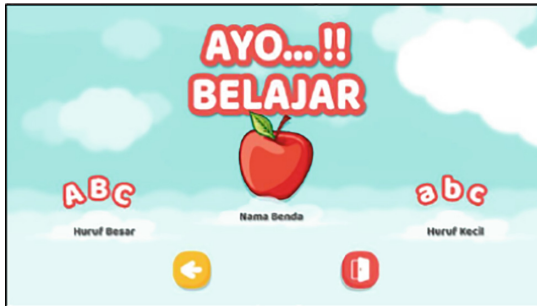 AYO...!!
BELAJAR
ABC
abc
Nama Benda
Huruf Besar
Huruf Kecil